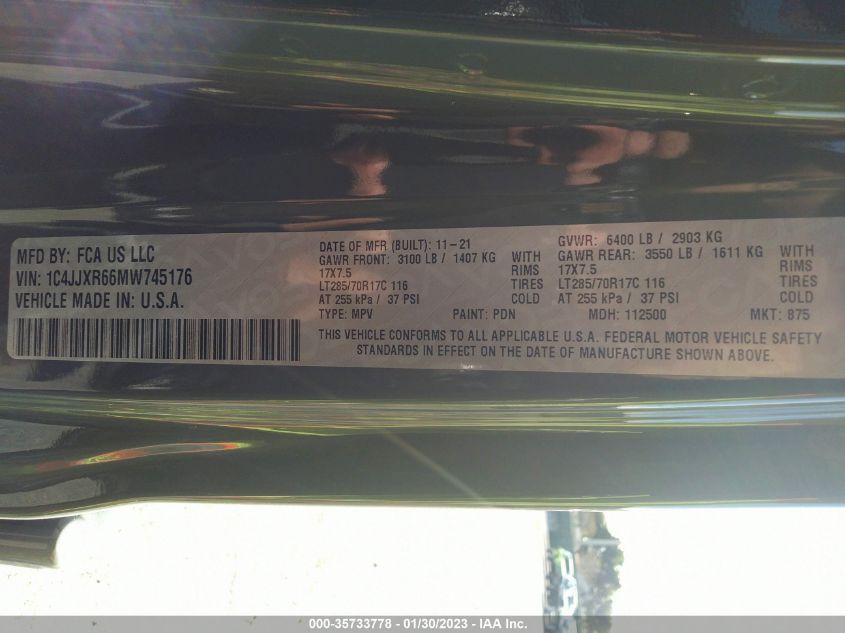 MFD BY: FCA US LLC
VIN: 1C4JJXR66MW745176
VEHICLE MADE IN: U.S.A.
DATE OF MFR (BUILT): 11-21
GAWR FRONT: 3100 LB / 1407 KG WITH
17X7.5 RIMS
LT285/70R17C 116 TIRES
AT 255 kPa / 37 PSI COLD
TYPE: MPV PAINT: PDN
GVWR: 6400 LB / 2903 KG
GAWR REAR: 3550 LB / 1611 KG WITH
17X7.5 RIMS
LT285/70R17C 116 TIRES
AT 255 kPa / 37 PSI COLD
MDH: 112500 MKT: 875
THIS VEHICLE CONFORMS TO ALL APPLICABLE U.S.A. FEDERAL MOTOR VEHICLE SAFETY
STANDARDS IN EFFECT ON THE DATE OF MANUFACTURE SHOWN ABOVE.
000-35733778 - 01/30/2023 - IAA Inc.